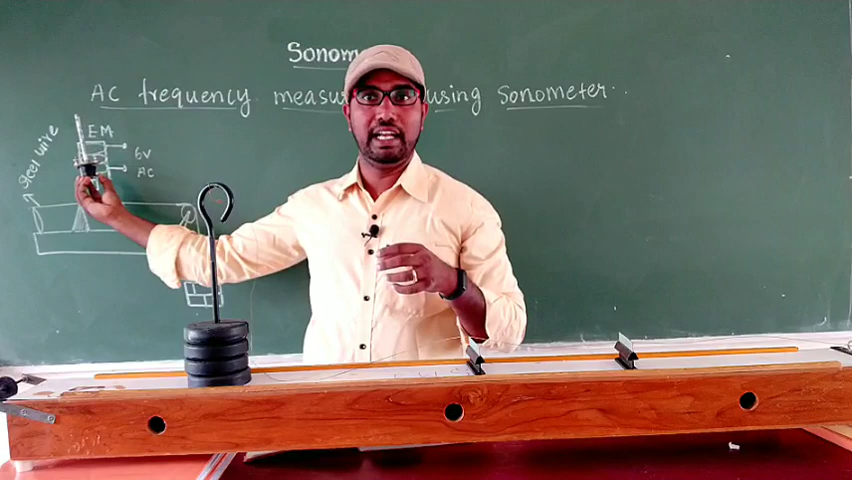 Sonom
AC frequency measu using Sonometer..
EM
6V
AC
Steel wire